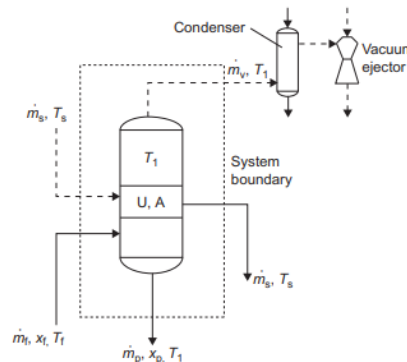 Condenser
Vacuum
ejector
ṁᵥ, T₁
ṁₛ, Tₛ
T₁
System
boundary
U, A
ṁf, xf, Tf
ṁₛ, Tₛ
ṁₚ, xₚ, T₁